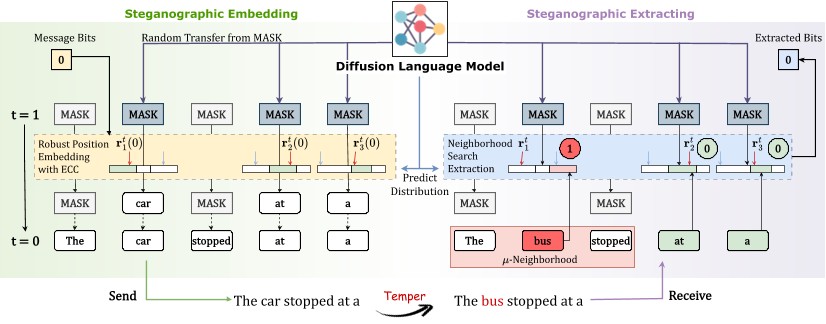 Steganographic Embedding
Steganographic Extracting
Message Bits
Random Transfer from MASK
Extracted Bits
0
0
Diffusion Language Model
t = 1
MASK MASK MASK MASK MASK
MASK MASK MASK MASK MASK
Robust Position
Embedding
with ECC
r₁ᵗ(0)
r₂ᵗ(0)
r₃ᵗ(0)
Neighborhood
Search
Extraction
r₁ᵗ
1
r₂ᵗ
0
r₃ᵗ
0
Predict
Distribution
MASK car MASK at a
MASK MASK
t = 0
The car stopped at a
The bus stopped at a
μ-Neighborhood
Send
The car stopped at a
Temper
The bus stopped at a
Receive